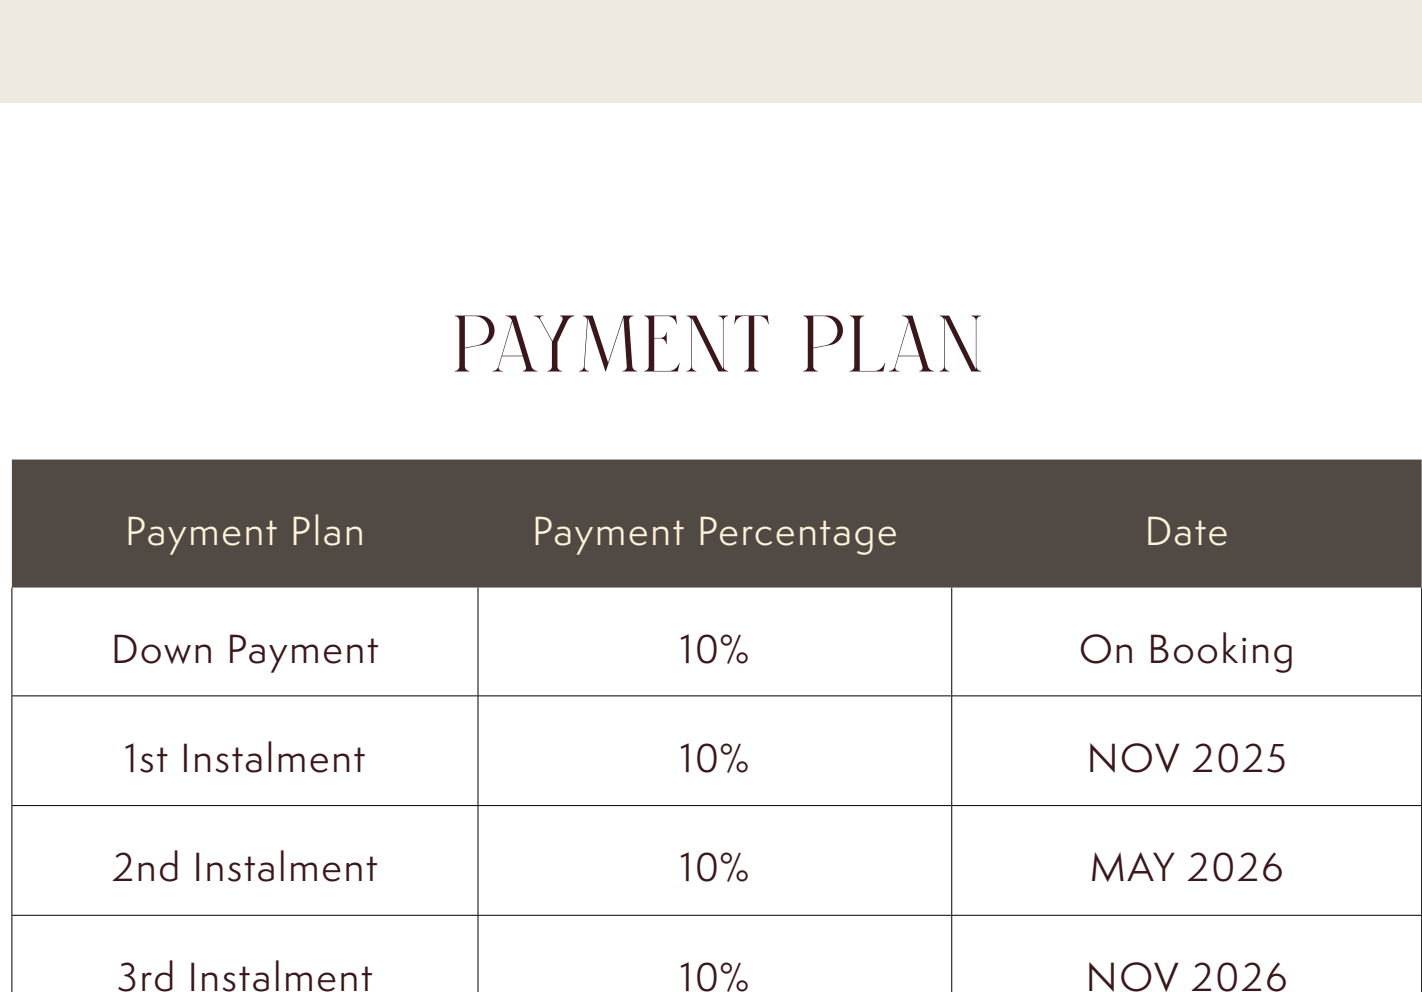 PAYMENT PLAN
Payment Plan Payment Percentage Date
Down Payment 10% On Booking
1st Instalment 10% NOV 2025
2nd Instalment 10% MAY 2026
3rd Instalment 10% NOV 2026